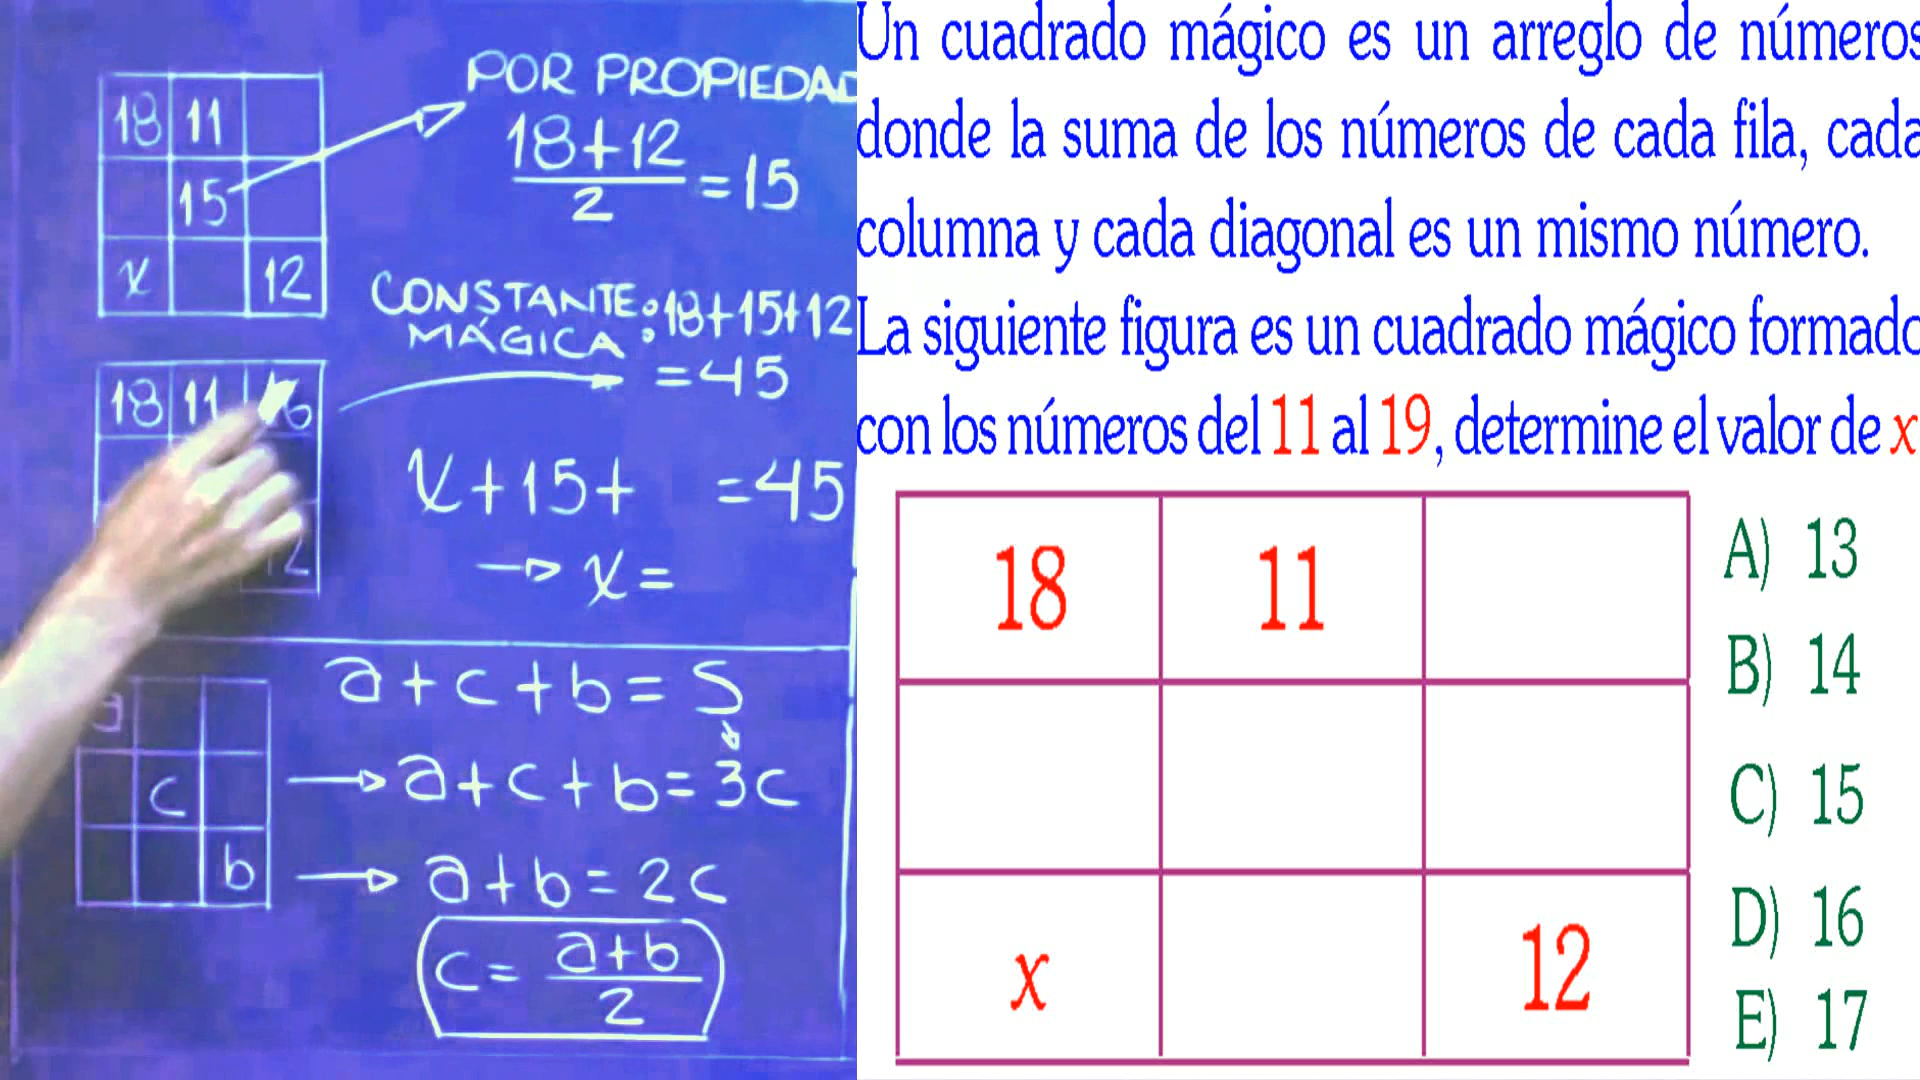 18 11
15
x 12
POR PROPIEDAD
18+12
2
=15
CONSTANTE
MÁGICA : 18+15+12
=45
18 11 16
12
x+15+ =45
→ x=
a
c
b
a+c+b=S
→ a+c+b=3c
→ a+b=2c
c= a+b
2
Un cuadrado mágico es un arreglo de números
donde la suma de los números de cada fila, cada
columna y cada diagonal es un mismo número.
La siguiente figura es un cuadrado mágico formado
con los números del 11 al 19, determine el valor de x
18 11
x 12
A) 13
B) 14
C) 15
D) 16
E) 17